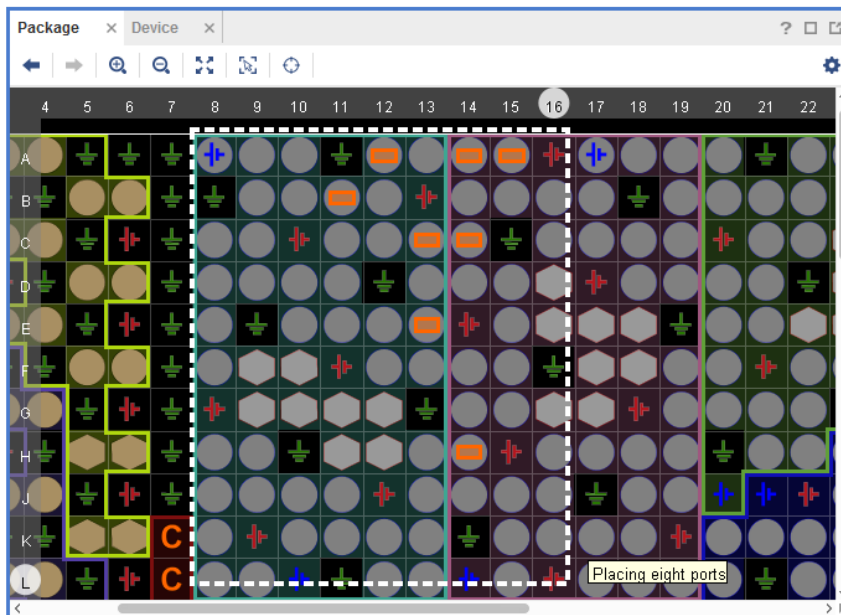 Package × Device ×
?
4 5 6 7 8 9 10 11 12 13 14 15 16 17 18 19 20 21 22
A
B
C
D
E
F
G
H
J
K C
L C
Placing eight ports